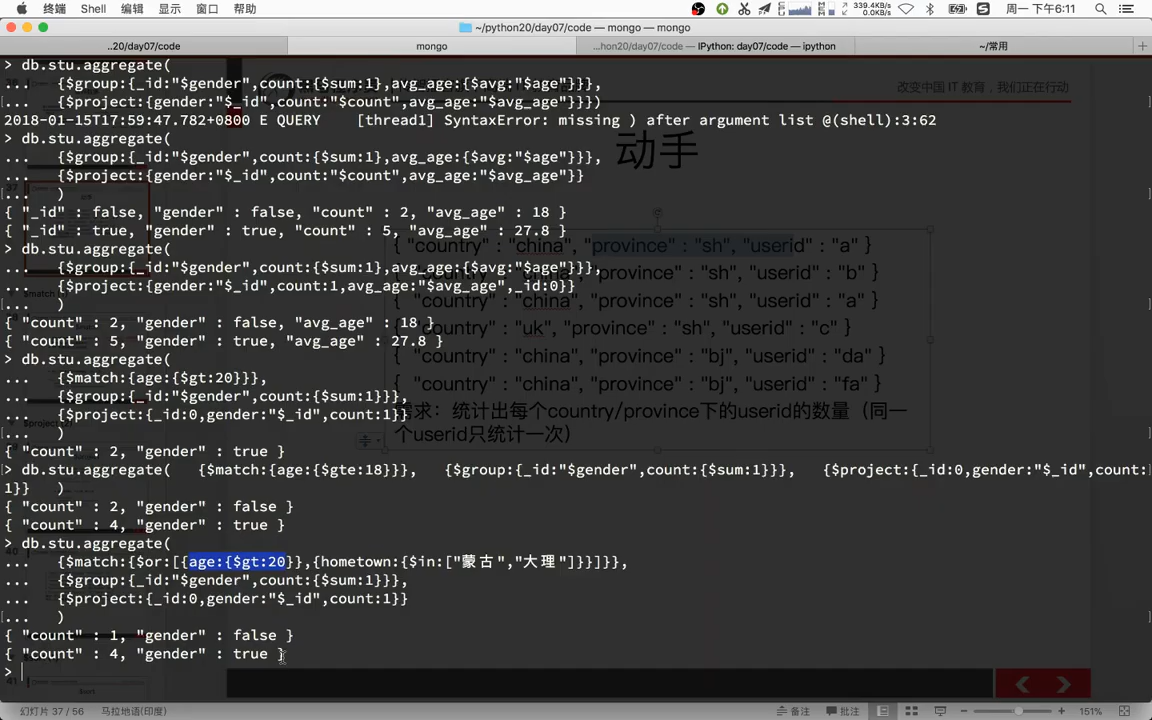 终端 Shell 编辑 显示 窗口 帮助 339.4KB/s 0.0KB/s 周一 下午6:11
~/python20/day07/code — mongo — mongo
..20/day07/code mongo ...hon20/day07/code — IPython: day07/code — ipython ~/常用
> db.stu.aggregate(
... {$group:{_id:"$gender",count:{$sum:1},avg_age:{$avg:"$age"}}},
... {$project:{gender:"$_id",count:"$count",avg_age:"$avg_age"}})
2018-01-15T17:59:47.782+0800 E QUERY [thread1] SyntaxError: missing ) after argument list @(shell):3:62
> db.stu.aggregate(
... {$group:{_id:"$gender",count:{$sum:1},avg_age:{$avg:"$age"}}},
... {$project:{gender:"$_id",count:"$count",avg_age:"$avg_age"}}
... )
{ "_id" : false, "gender" : false, "count" : 2, "avg_age" : 18 }
{ "_id" : true, "gender" : true, "count" : 5, "avg_age" : 27.8 }
> db.stu.aggregate(
... {$group:{_id:"$gender",count:{$sum:1},avg_age:{$avg:"$age"}}},
... {$project:{gender:"$_id",count:1,avg_age:"$avg_age",_id:0}}
... )
{ "count" : 2, "gender" : false, "avg_age" : 18 }
{ "count" : 5, "gender" : true, "avg_age" : 27.8 }
> db.stu.aggregate(
... {$match:{age:{$gt:20}}},
... {$group:{_id:"$gender",count:{$sum:1}}},
... {$project:{_id:0,gender:"$_id",count:1}}
... )
{ "count" : 2, "gender" : true }
> db.stu.aggregate( {$match:{age:{$gte:18}}}, {$group:{_id:"$gender",count:{$sum:1}}}, {$project:{_id:0,gender:"$_id",count:
1}} )
{ "count" : 2, "gender" : false }
{ "count" : 4, "gender" : true }
> db.stu.aggregate(
... {$match:{$or:[{age:{$gt:20}},{hometown:{$in:["蒙古","大理"]}}]}},
... {$group:{_id:"$gender",count:{$sum:1}}},
... {$project:{_id:0,gender:"$_id",count:1}}
... )
{ "count" : 1, "gender" : false }
{ "count" : 4, "gender" : true }
>
改变中国 IT 教育，我们正在行动
动手
{ "country" : "china", "province" : "sh", "userid" : "a" }
{ "country" : "china", "province" : "sh", "userid" : "b" }
{ "country" : "china", "province" : "sh", "userid" : "a" }
{ "country" : "uk", "province" : "sh", "userid" : "c" }
{ "country" : "china", "province" : "bj", "userid" : "da" }
{ "country" : "china", "province" : "bj", "userid" : "fa" }
需求：统计出每个country/province下的userid的数量（同一
个userid只统计一次）
幻灯片 37 / 56 马拉地语(印度) 备注 批注 151%